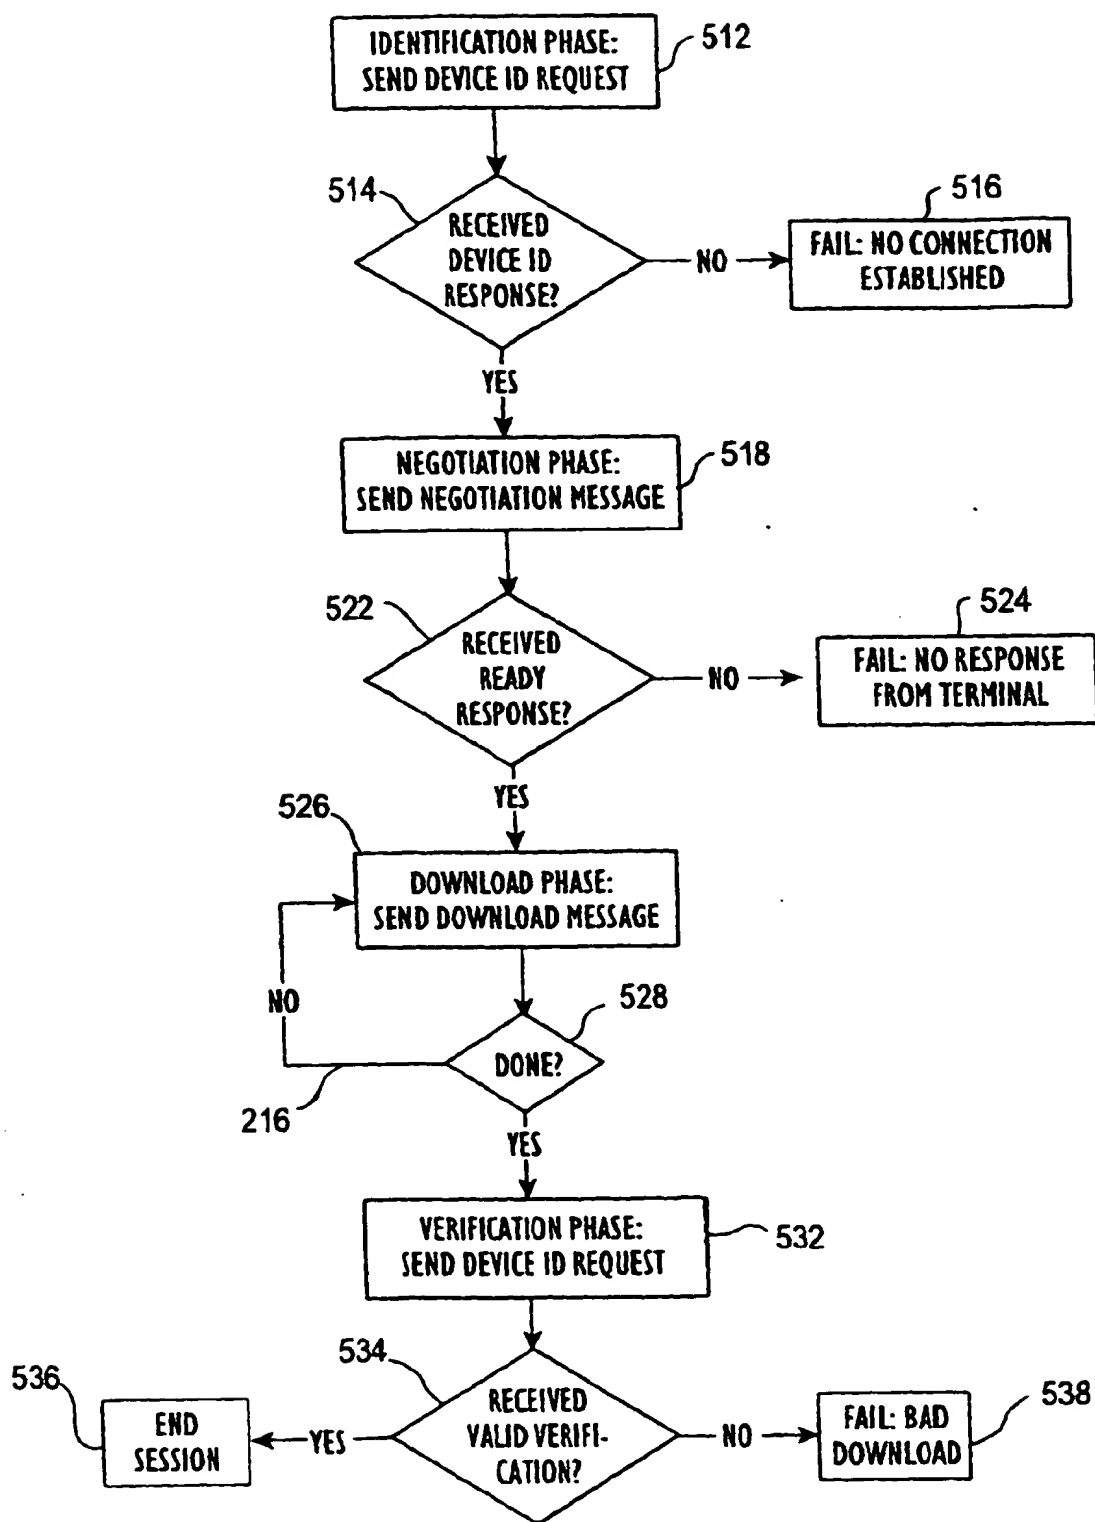 IDENTIFICATION PHASE:
SEND DEVICE ID REQUEST
512
514
RECEIVED
DEVICE ID
RESPONSE?
NO
516
FAIL: NO CONNECTION
ESTABLISHED
YES
NEGOTIATION PHASE:
SEND NEGOTIATION MESSAGE
518
522
RECEIVED
READY
RESPONSE?
NO
524
FAIL: NO RESPONSE
FROM TERMINAL
YES
526
DOWNLOAD PHASE:
SEND DOWNLOAD MESSAGE
NO
528
DONE?
216
YES
VERIFICATION PHASE:
SEND DEVICE ID REQUEST
532
534
RECEIVED
VALID VERIFI-
CATION?
YES
536
END
SESSION
NO
FAIL: BAD
DOWNLOAD
538